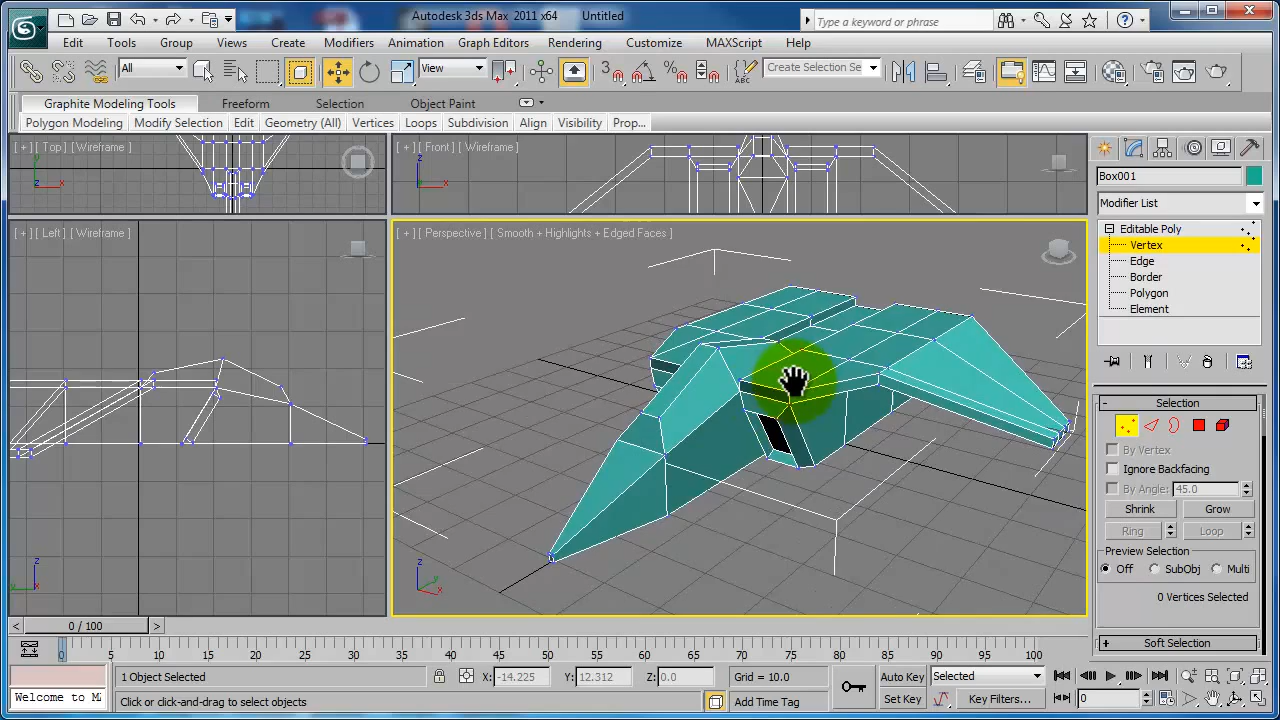 Autodesk 3ds Max 2011 x64 Untitled
Type a keyword or phrase
Edit Tools Group Views Create Modifiers Animation Graph Editors Rendering Customize MAXScript Help
All View Create Selection Se
Graphite Modeling Tools Freeform Selection Object Paint
Polygon Modeling Modify Selection Edit Geometry (All) Vertices Loops Subdivision Align Visibility Prop...
[ + ] [ Top ] [ Wireframe ]
[ + ] [ Front ] [ Wireframe ]
[ + ] [ Left ] [ Wireframe ]
[ + ] [ Perspective ] [ Smooth + Highlights + Edged Faces ]
Box001
Modifier List
Editable Poly
Vertex
Edge
Border
Polygon
Element
Selection
By Vertex
Ignore Backfacing
By Angle: 45.0
Shrink Grow
Ring Loop
Preview Selection
Off SubObj Multi
0 Vertices Selected
Soft Selection
0 / 100
0 5 10 15 20 25 30 35 40 45 50 55 60 65 70 75 80 85 90 95 100
1 Object Selected X: -14.225 Y: 12.312 Z: 0.0 Grid = 10.0 Auto Key Selected
Welcome to MA Click or click-and-drag to select objects Add Time Tag Set Key Key Filters... 0